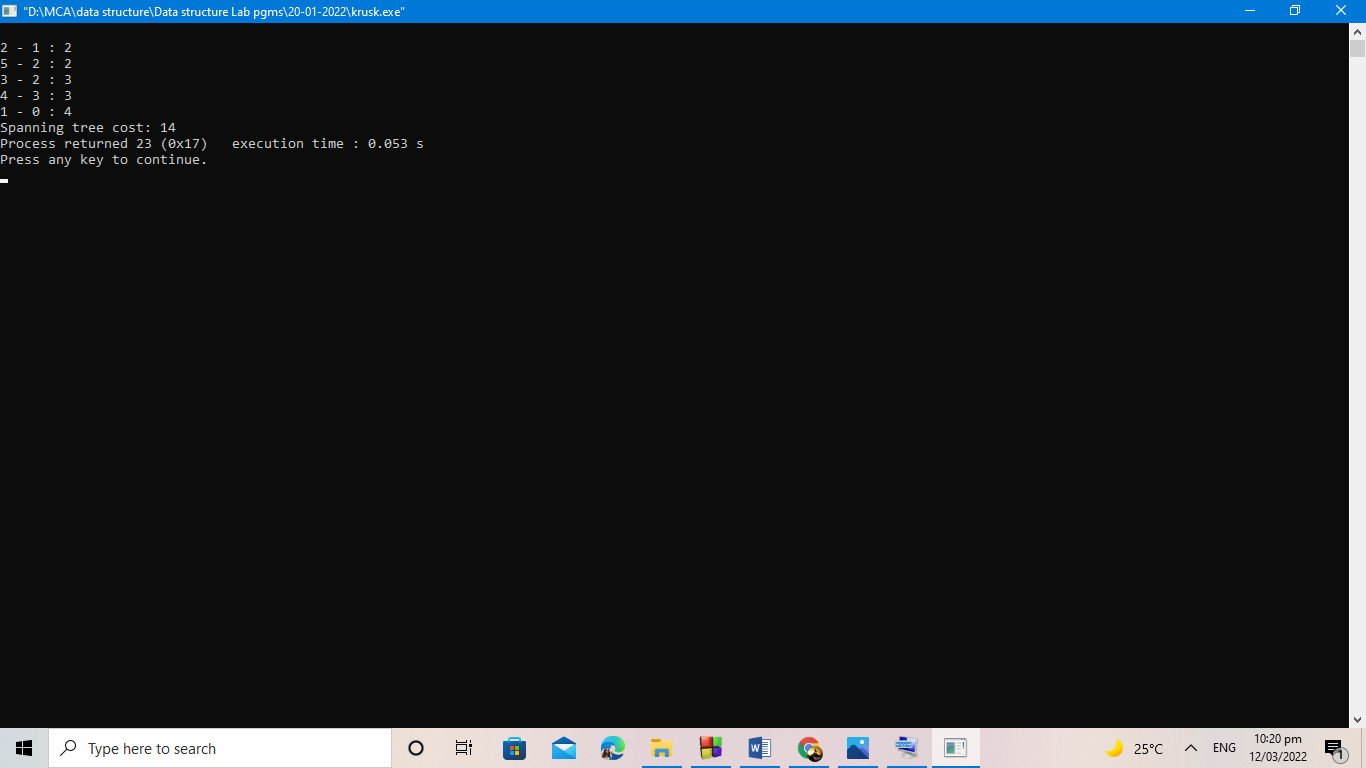 "D:\MCA\data structure\Data structure Lab pgms\20-01-2022\krusk.exe"
2 - 1 : 2
5 - 2 : 2
3 - 2 : 3
4 - 3 : 3
1 - 0 : 4
Spanning tree cost: 14
Process returned 23 (0x17)   execution time : 0.053 s
Press any key to continue.
Type here to search
25°C
ENG
10:20 pm
12/03/2022
1